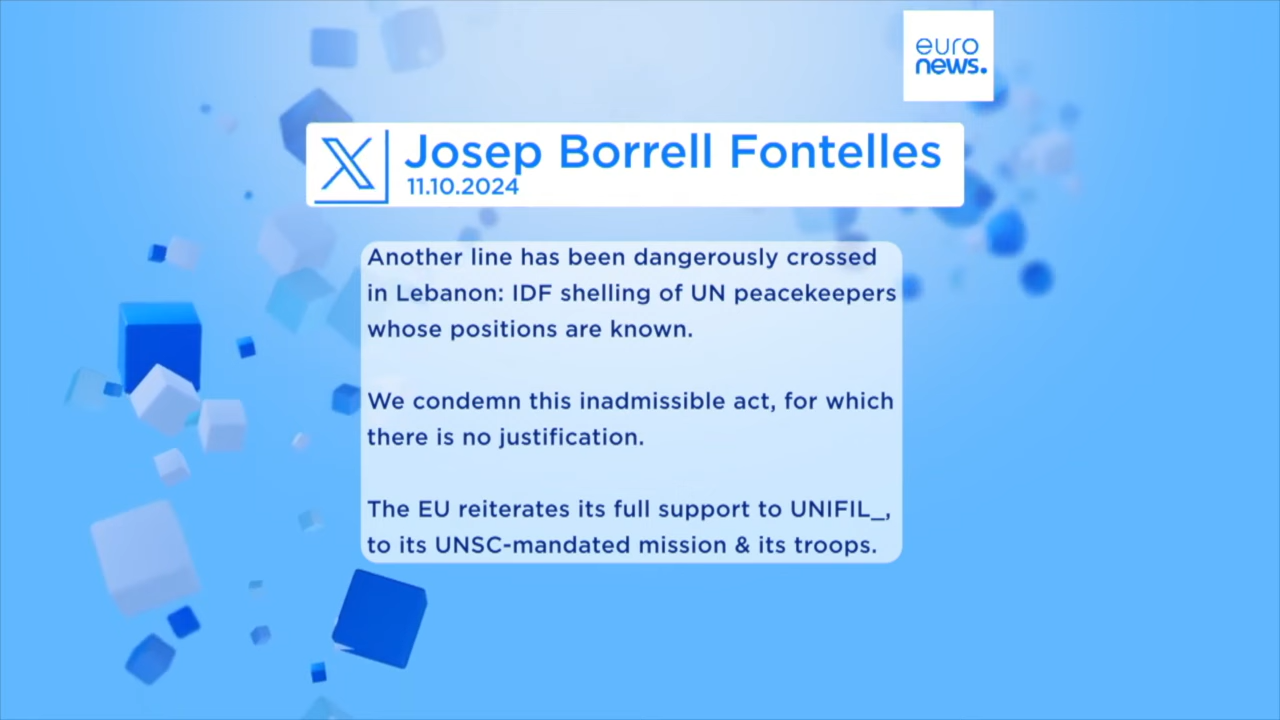 euro
news.
Josep Borrell Fontelles
11.10.2024
Another line has been dangerously crossed
in Lebanon: IDF shelling of UN peacekeepers
whose positions are known.
We condemn this inadmissible act, for which
there is no justification.
The EU reiterates its full support to UNIFIL_,
to its UNSC-mandated mission & its troops.